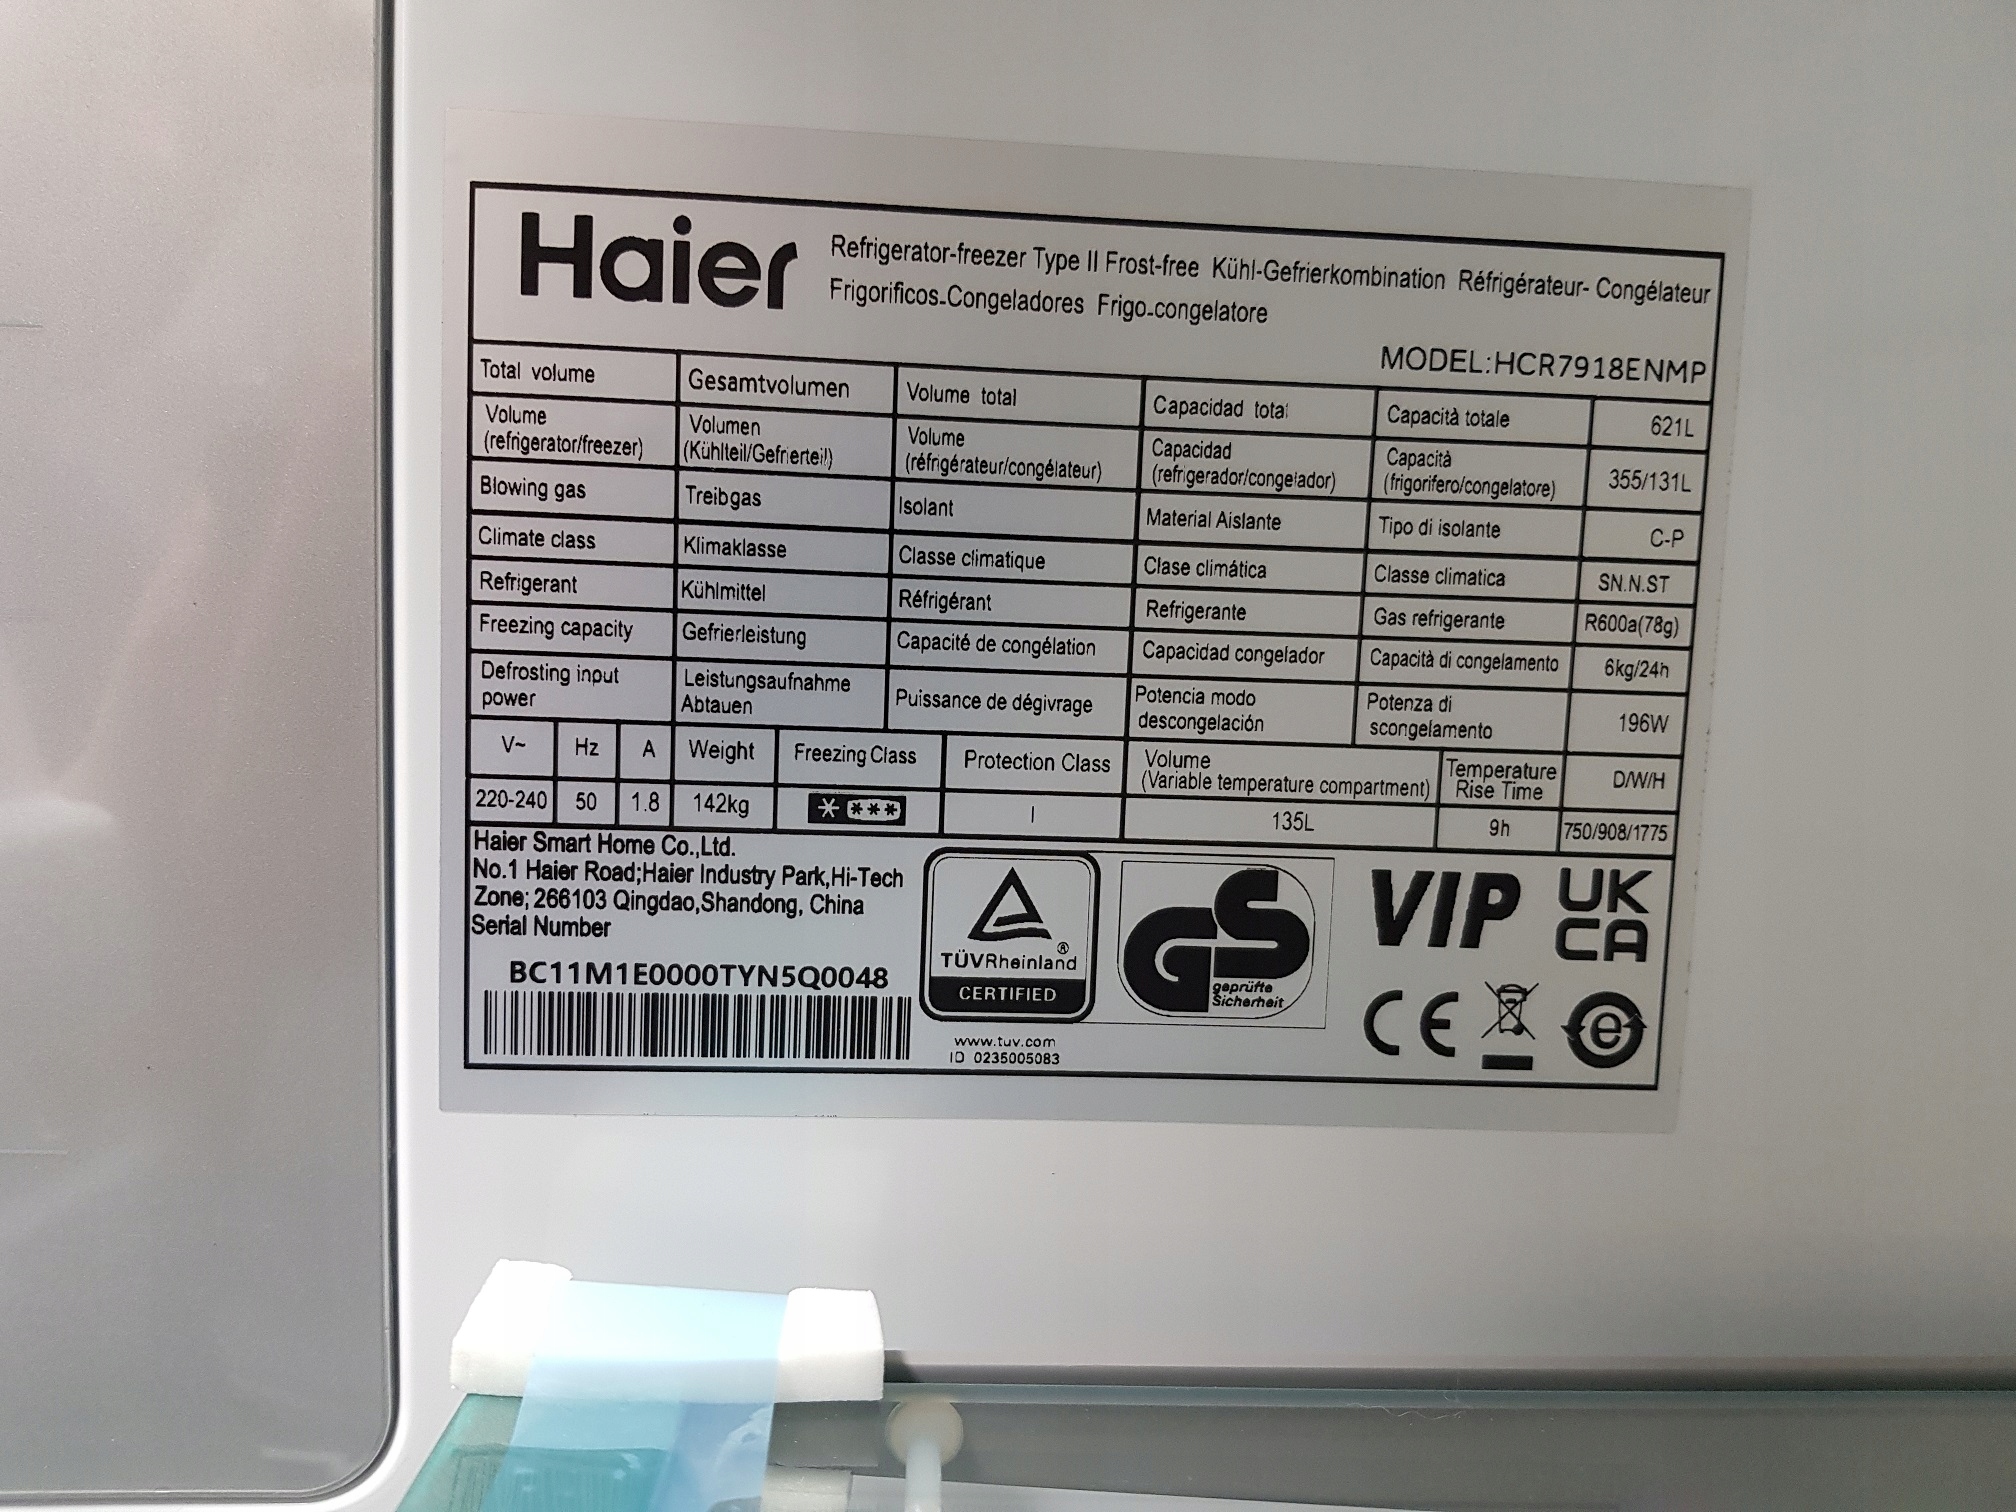 Haier
Refrigerator-freezer Type II Frost-free Kühl-Gefrierkombination Réfrigérateur- Congélateur
Frigorificos-Congeladores Frigo-congelatore
MODEL:HCR7918ENMP
Total volume Gesamtvolumen Volume total Capacidad total Capacità totale 621L
Volume (refrigerator/freezer) Volumen (Kühlteil/Gefrierteil) Volume (réfrigérateur/congélateur) Capacidad (refrigerador/congelador) Capacità (frigorifero/congelatore) 355/131L
Blowing gas Treibgas Isolant Material Aislante Tipo di isolante C-P
Climate class Klimaklasse Classe climatique Clase climática Classe climatica SN.N.ST
Refrigerant Kühlmittel Réfrigérant Refrigerante Gas refrigerante R600a(78g)
Freezing capacity Gefrierleistung Capacité de congélation Capacidad congelador Capacità di congelamento 6kg/24h
Defrosting input power Leistungsaufnahme Abtauen Puissance de dégivrage Potencia modo descongelación Potenza di scongelamento 196W
V~ Hz A Weight Freezing Class Protection Class Volume (Variable temperature compartment) Temperature Rise Time D/W/H
220-240 50 1.8 142kg * *** I 135L 9h 750/908/1775
Haier Smart Home Co.,Ltd.
No.1 Haier Road;Haier Industry Park,Hi-Tech
Zone; 266103 Qingdao,Shandong, China
Serial Number
BC11M1E0000TYN5Q0048
TÜVRheinland ®
CERTIFIED
www.tuv.com
ID 0235005083
GS
geprüfte
Sicherheit
VIP
UK
CA
CE
e